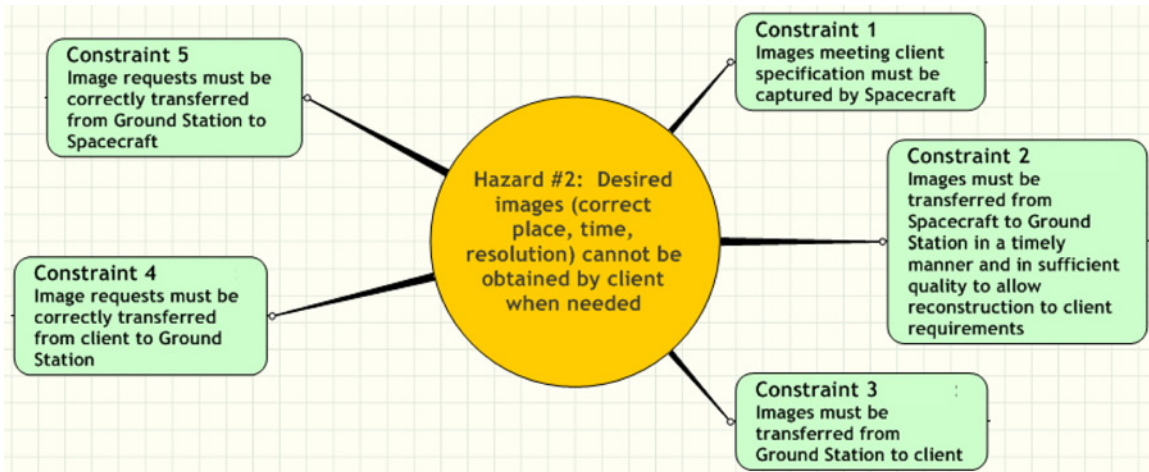 Constraint 5
Image requests must be
correctly transferred
from Ground Station to
Spacecraft
Constraint 1
Images meeting client
specification must be
captured by Spacecraft
Hazard #2:  Desired
images (correct
place, time,
resolution) cannot be
obtained by client
when needed
Constraint 2
Images must be
transferred from
Spacecraft to Ground
Station in a timely
manner and in sufficient
quality to allow
reconstruction to client
requirements
Constraint 4
Image requests must be
correctly transferred
from client to Ground
Station
Constraint 3
Images must be
transferred from
Ground Station to client